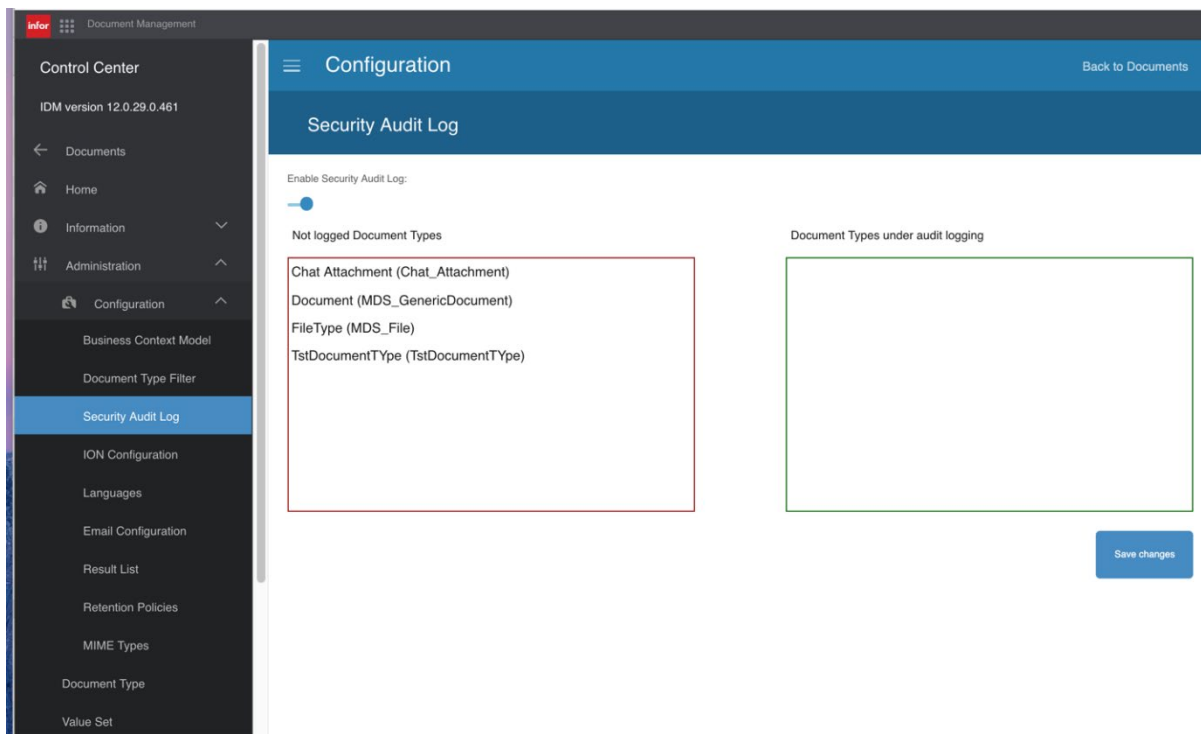 infor Document Management
Control Center
IDM version 12.0.29.0.461
Documents
Home
Information
Administration
Configuration
Business Context Model
Document Type Filter
Security Audit Log
ION Configuration
Languages
Email Configuration
Result List
Retention Policies
MIME Types
Document Type
Value Set
Configuration
Back to Documents
Security Audit Log
Enable Security Audit Log:
Not logged Document Types
Chat Attachment (Chat_Attachment)
Document (MDS_GenericDocument)
FileType (MDS_File)
TstDocumentTYpe (TstDocumentTYpe)
Document Types under audit logging
Save changes